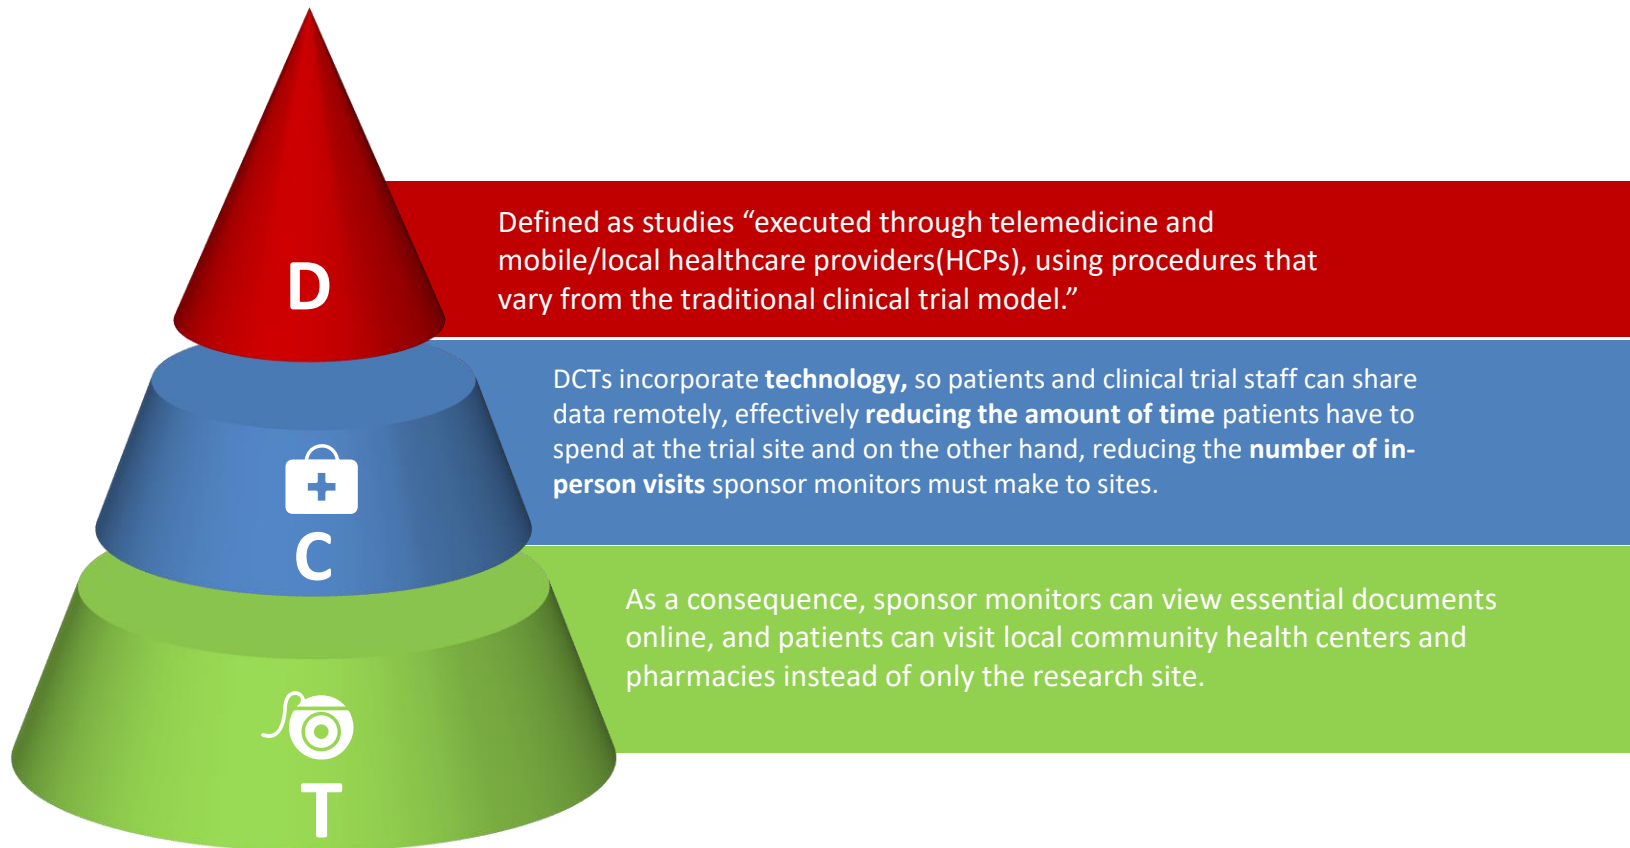 D
Defined as studies “executed through telemedicine and
mobile/local healthcare providers(HCPs), using procedures that
vary from the traditional clinical trial model.”
C
DCTs incorporate technology, so patients and clinical trial staff can share
data remotely, effectively reducing the amount of time patients have to
spend at the trial site and on the other hand, reducing the number of in-
person visits sponsor monitors must make to sites.
T
As a consequence, sponsor monitors can view essential documents
online, and patients can visit local community health centers and
pharmacies instead of only the research site.